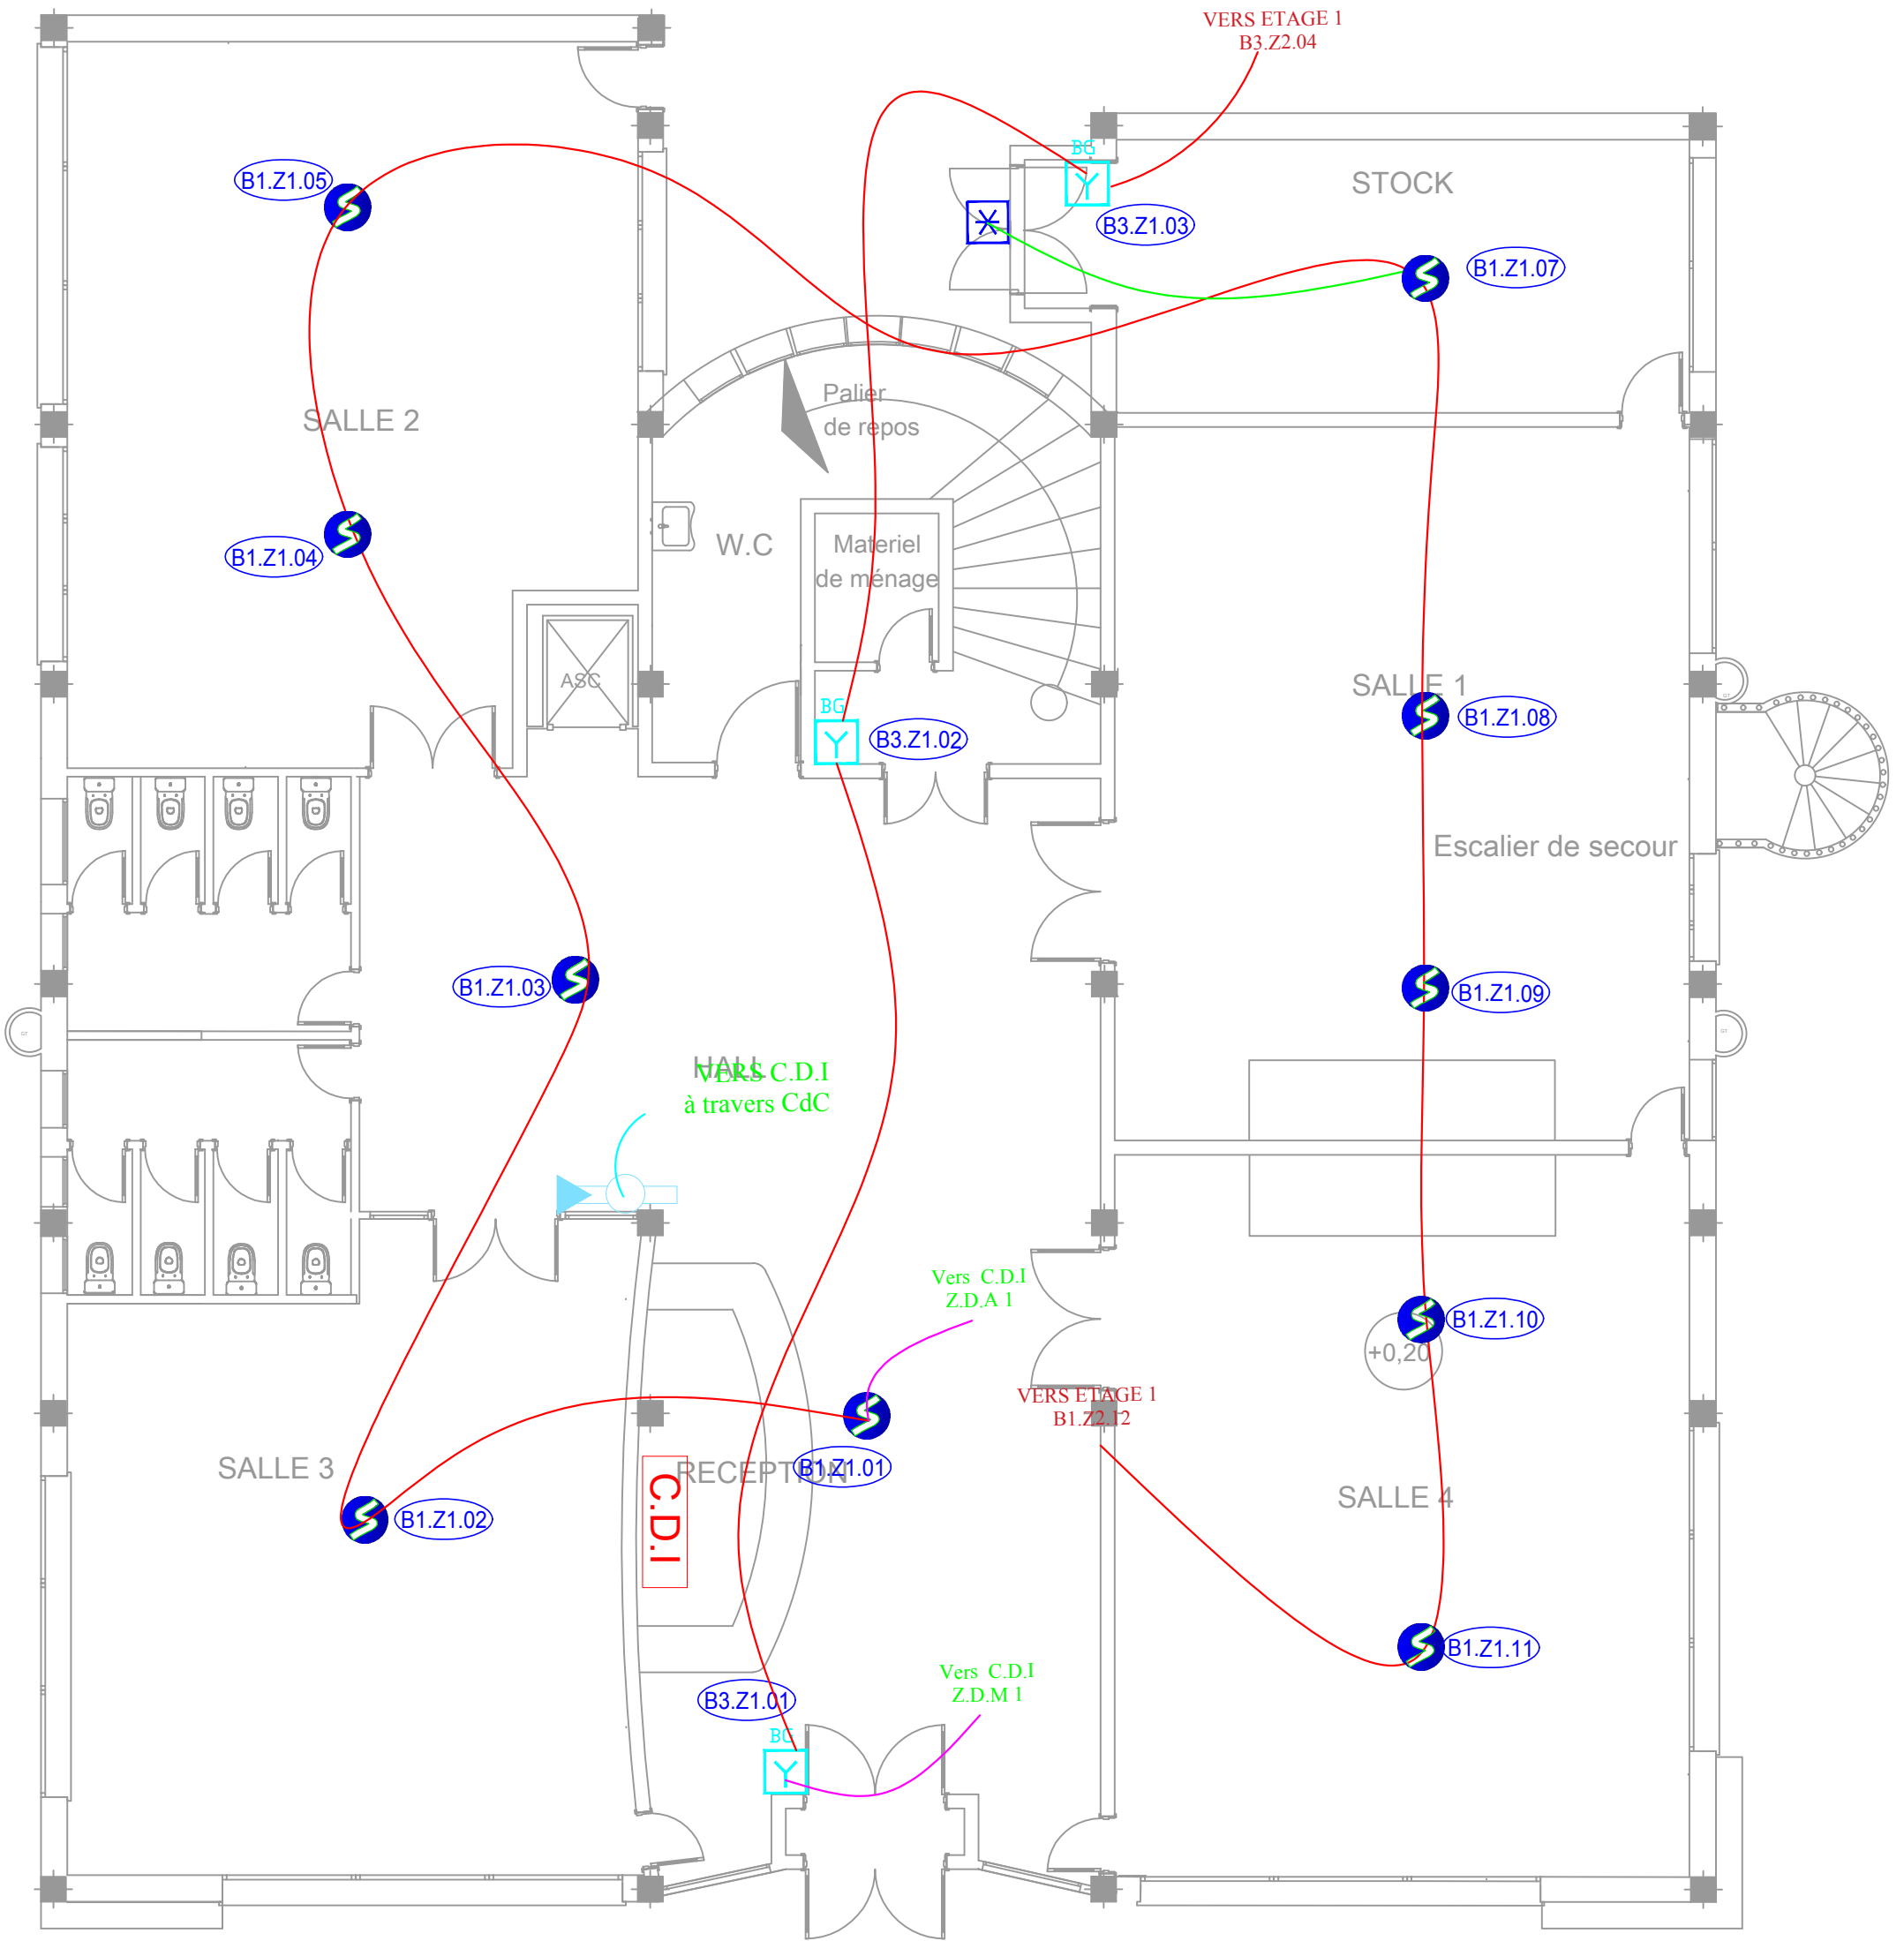 VERS ETAGE 1
B3.Z2.04
BG
B1.Z1.05
STOCK
B3.Z1.03
B1.Z1.07
Palier
de repos
SALLE 2
W.C
Materiel
de ménage
B1.Z1.04
ASC
SALLE 1
BG
B3.Z1.02
B1.Z1.08
GT
Escalier de secour
B1.Z1.03
B1.Z1.09
GT
GT
HALL
VERS C.D.I
à travers CdC
Vers C.D.I
Z.D.A 1
B1.Z1.10
+0,20
VERS ETAGE 1
B1.Z2.12
SALLE 3
RECEPTION
B1.Z1.01
C.D.I
SALLE 4
B1.Z1.02
B1.Z1.11
Vers C.D.I
Z.D.M 1
B3.Z1.01
BG